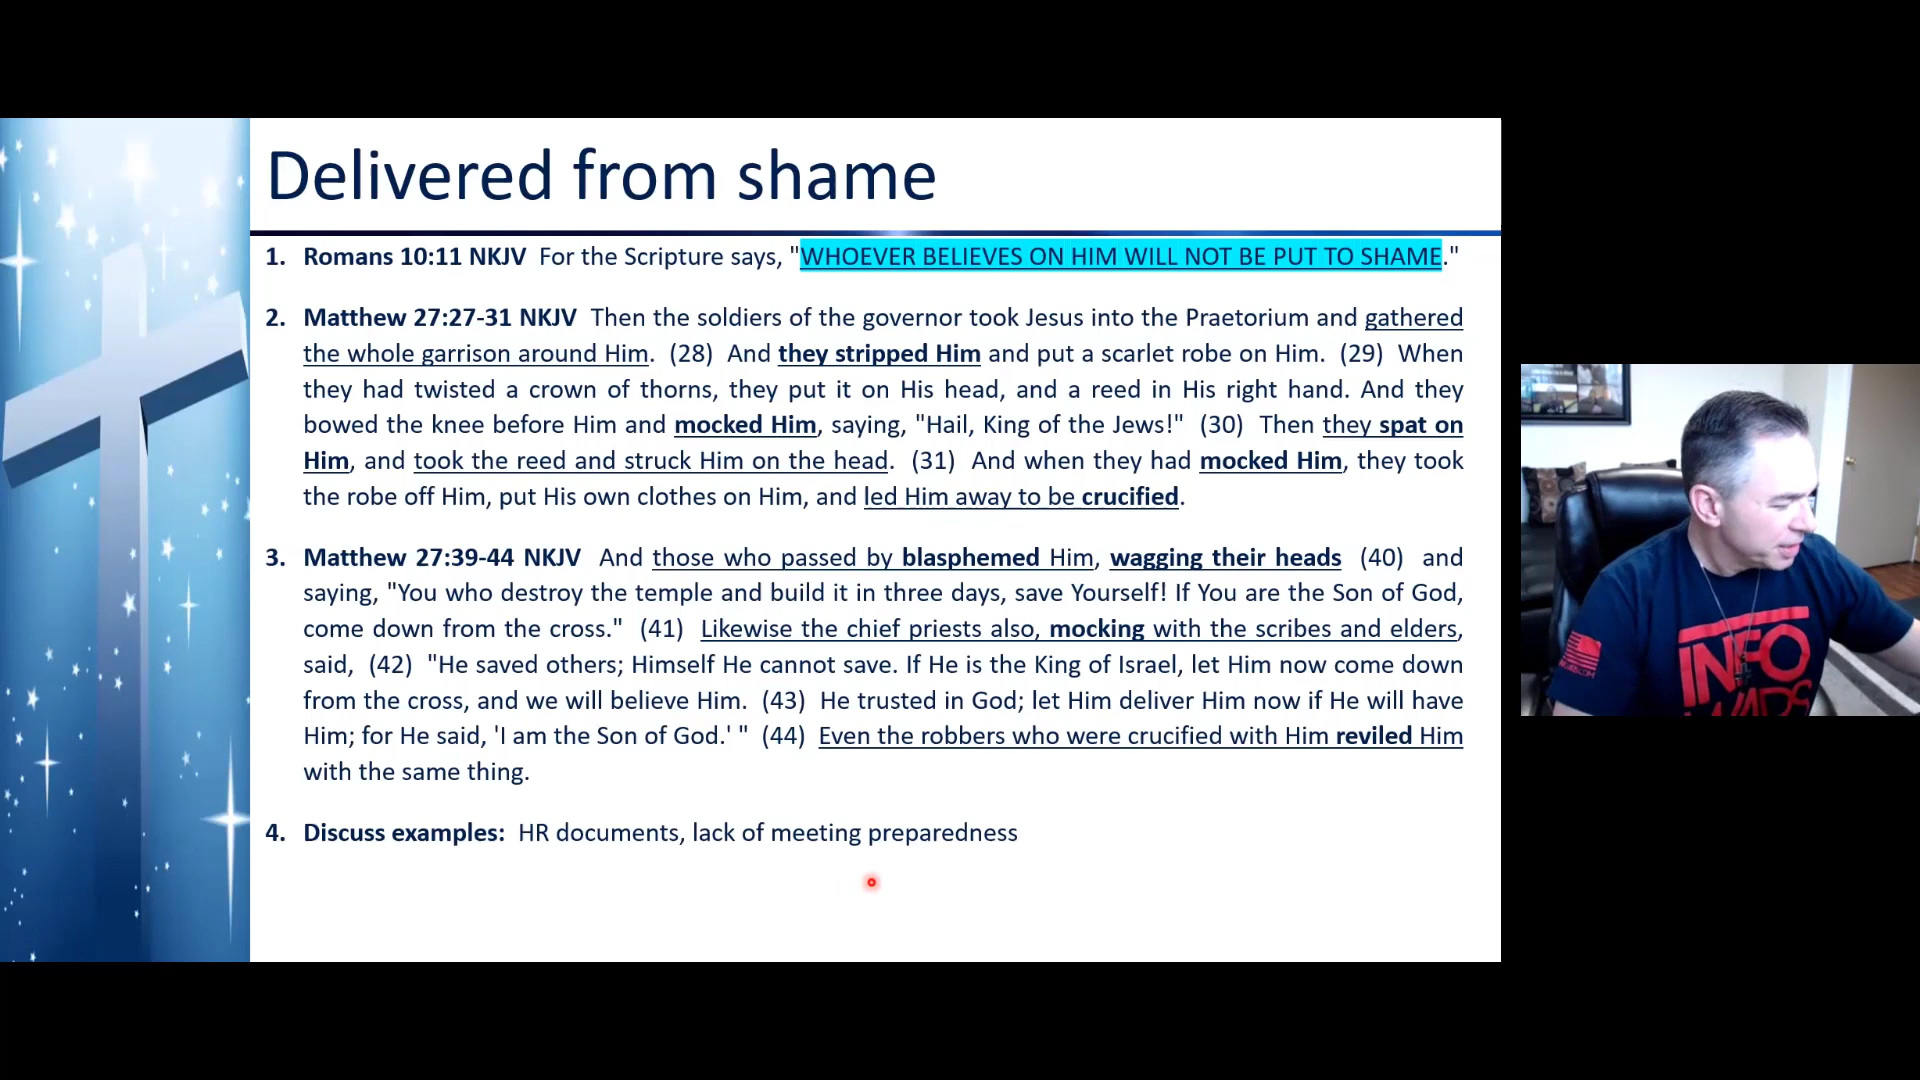 Delivered from shame
1. Romans 10:11 NKJV For the Scripture says, "WHOEVER BELIEVES ON HIM WILL NOT BE PUT TO SHAME."
2. Matthew 27:27-31 NKJV Then the soldiers of the governor took Jesus into the Praetorium and gathered
the whole garrison around Him. (28) And they stripped Him and put a scarlet robe on Him. (29) When
they had twisted a crown of thorns, they put it on His head, and a reed in His right hand. And they
bowed the knee before Him and mocked Him, saying, "Hail, King of the Jews!" (30) Then they spat on
Him, and took the reed and struck Him on the head. (31) And when they had mocked Him, they took
the robe off Him, put His own clothes on Him, and led Him away to be crucified.
3. Matthew 27:39-44 NKJV And those who passed by blasphemed Him, wagging their heads (40) and
saying, "You who destroy the temple and build it in three days, save Yourself! If You are the Son of God,
come down from the cross." (41) Likewise the chief priests also, mocking with the scribes and elders,
said, (42) "He saved others; Himself He cannot save. If He is the King of Israel, let Him now come down
from the cross, and we will believe Him. (43) He trusted in God; let Him deliver Him now if He will have
Him; for He said, 'I am the Son of God.' " (44) Even the robbers who were crucified with Him reviled Him
with the same thing.
4. Discuss examples: HR documents, lack of meeting preparedness
INFO
WARS